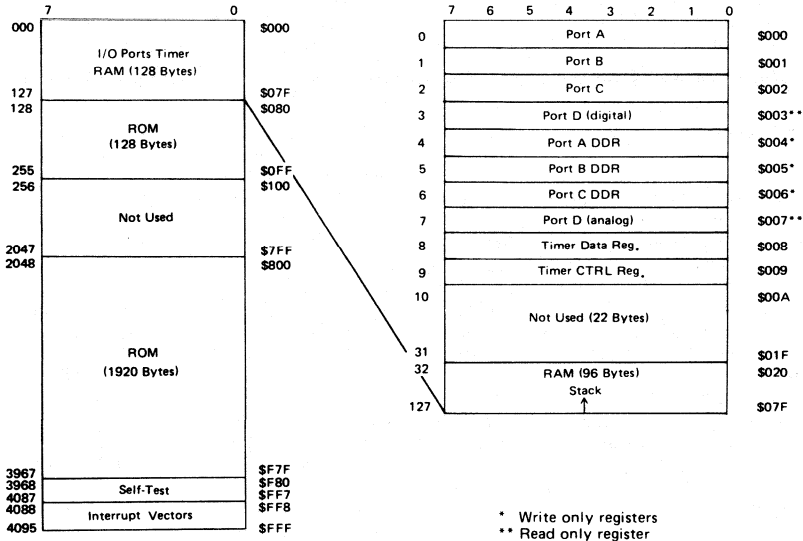 7 0
000 $000
I/O Ports Timer
RAM (128 Bytes)
127 $07F
128 $080
ROM
(128 Bytes)
255 $0FF
256 $100
Not Used
2047 $7FF
2048 $800
ROM
(1920 Bytes)
3967 $F7F
3968 $F80
Self-Test
4087 $FF7
4088 $FF8
Interrupt Vectors
4095 $FFF
7 6 5 4 3 2 1 0
0 Port A $000
1 Port B $001
2 Port C $002
3 Port D (digital) $003**
4 Port A DDR $004*
5 Port B DDR $005*
6 Port C DDR $006*
7 Port D (analog) $007**
8 Timer Data Reg. $008
9 Timer CTRL Reg. $009
10 $00A
Not Used (22 Bytes)
31 $01F
32 RAM (96 Bytes) $020
Stack
127 $07F
* Write only registers
** Read only register